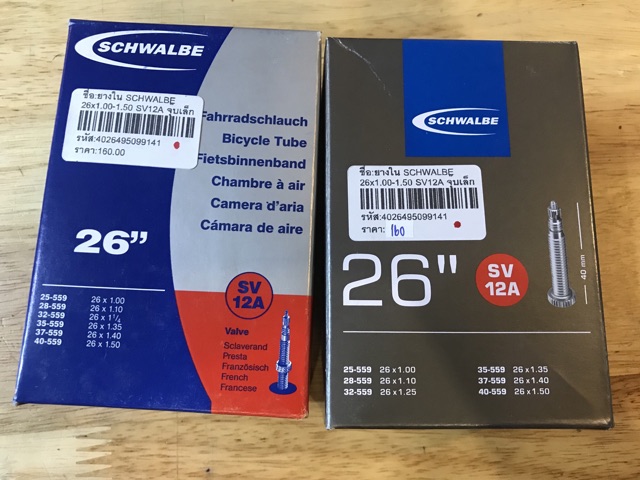 SCHWALBE
ชื่อ:ยางใน SCHWALBE
26x1.00-1.50 SV12A จุบเล็ก
รหัส:4026495099141
ราคา:160.00
Fahrradschlauch
Bicycle Tube
Fietsbinnenband
Chambre à air
Camera d'aria
Cámara de aire
26"
SV
12A
25-559 26 x 1.00
28-559 26 x 1.10
32-559 26 x 1 1/4
35-559 26 x 1.35
37-559 26 x 1.40
40-559 26 x 1.50
Valve
Sclaverand
Presta
Französisch
French
Francese
SCHWALBE
ชื่อ:ยางใน SCHWALBE
26x1.00-1.50 SV12A จุบเล็ก
รหัส:4026495099141
ราคา: 160
26"
SV
12A
40 mm
25-559 26 x 1.00
28-559 26 x 1.10
32-559 26 x 1.25
35-559 26 x 1.35
37-559 26 x 1.40
40-559 26 x 1.50